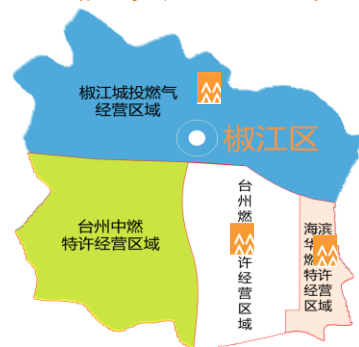 椒江城投燃气
经营区域
椒江区
台州中燃
特许经营区域
台州燃
许经营区域
海滨
华
燃
特许
经营
区域